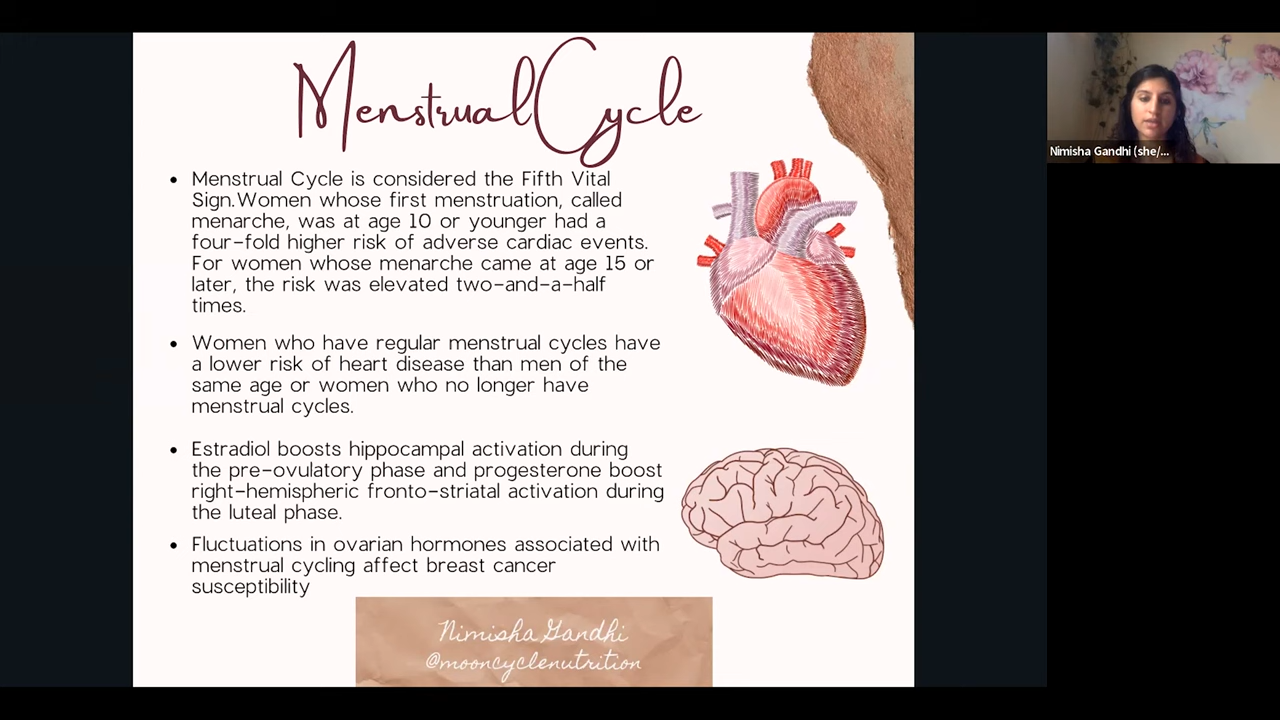 Menstrual Cycle
• Menstrual Cycle is considered the Fifth Vital
Sign.Women whose first menstruation, called
menarche, was at age 10 or younger had a
four-fold higher risk of adverse cardiac events.
For women whose menarche came at age 15 or
later, the risk was elevated two-and-a-half
times.
• Women who have regular menstrual cycles have
a lower risk of heart disease than men of the
same age or women who no longer have
menstrual cycles.
• Estradiol boosts hippocampal activation during
the pre-ovulatory phase and progesterone boost
right-hemispheric fronto-striatal activation during
the luteal phase.
• Fluctuations in ovarian hormones associated with
menstrual cycling affect breast cancer
susceptibility
Nimisha Gandhi
@mooncyclenutrition
Nimisha Gandhi (she/...